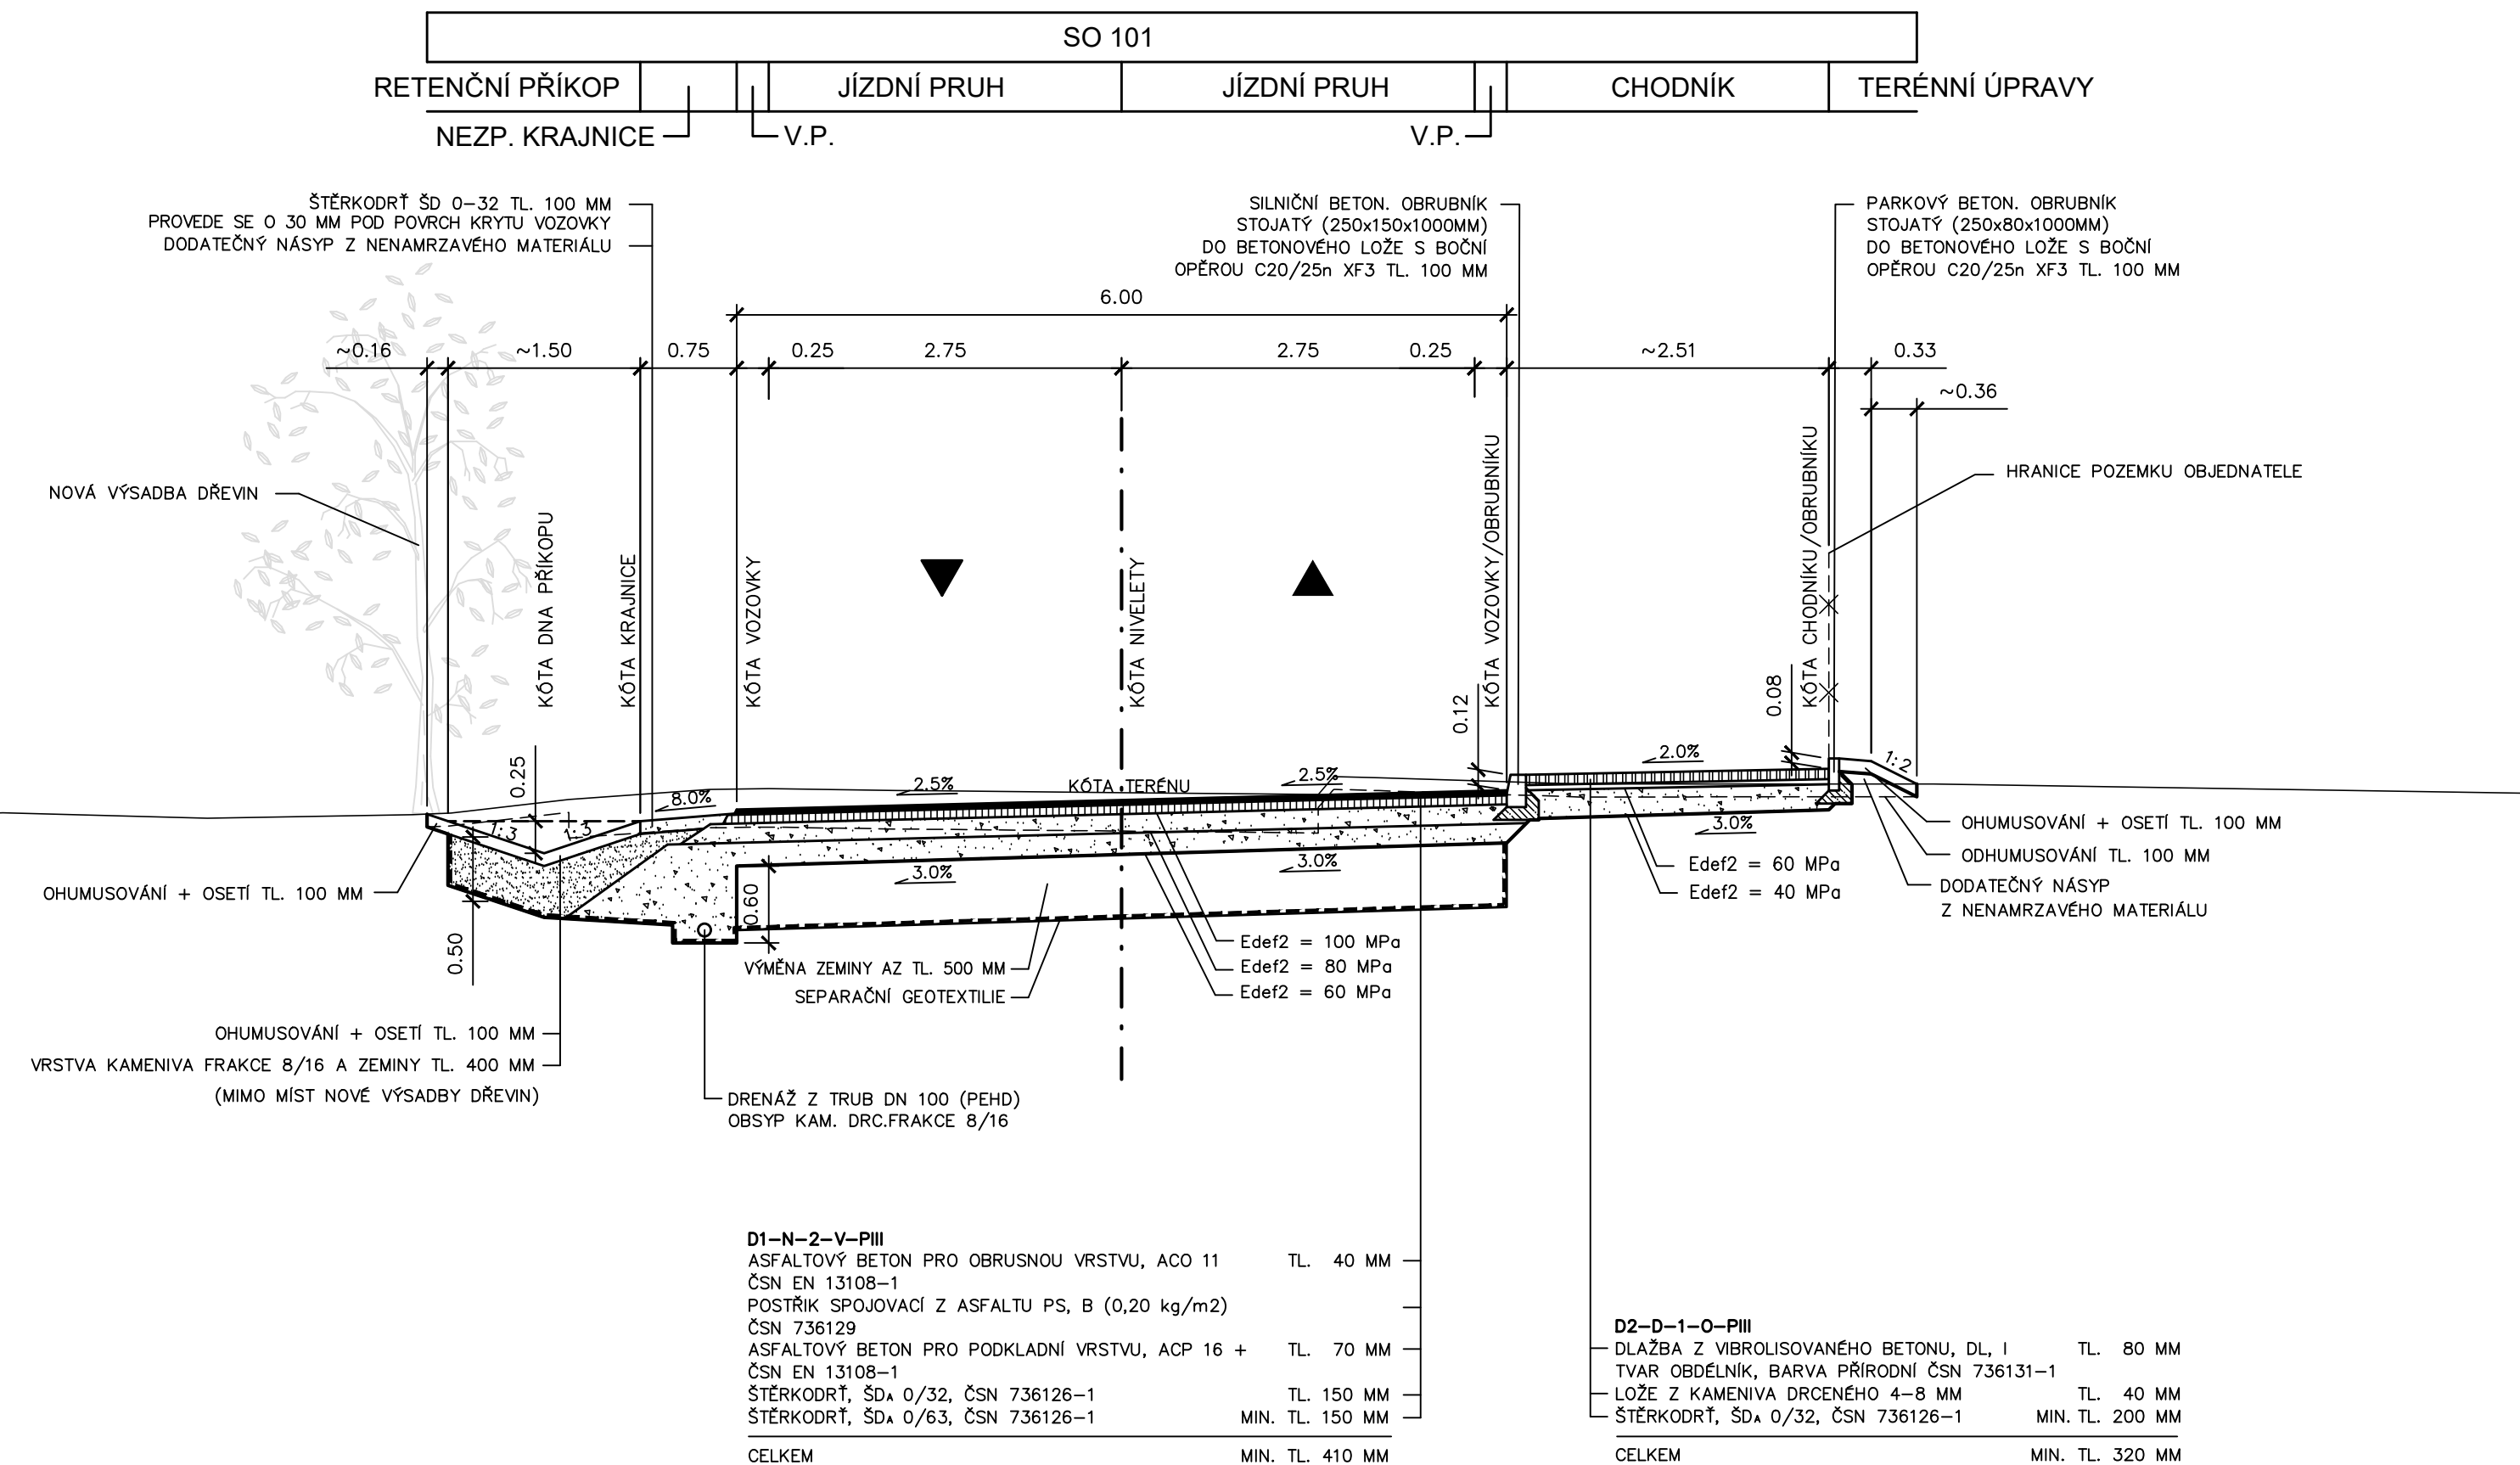 SO 101
RETENČNÍ PŘÍKOP
JÍZDNÍ PRUH
JÍZDNÍ PRUH
CHODNÍK
TERÉNNÍ ÚPRAVY
NEZP. KRAJNICE
V.P.
V.P.
ŠTĚRKODRŤ ŠD 0–32 TL. 100 MM
PROVEDE SE O 30 MM POD POVRCH KRYTU VOZOVKY
DODATEČNÝ NÁSYP Z NENAMRZAVÉHO MATERIÁLU
SILNIČNÍ BETON. OBRUBNÍK
STOJATÝ (250x150x1000MM)
DO BETONOVÉHO LOŽE S BOČNÍ
OPĚROU C20/25n XF3 TL. 100 MM
PARKOVÝ BETON. OBRUBNÍK
STOJATÝ (250x80x1000MM)
DO BETONOVÉHO LOŽE S BOČNÍ
OPĚROU C20/25n XF3 TL. 100 MM
6.00
~0.16
~1.50
0.75
0.25
2.75
2.75
0.25
~2.51
0.33
~0.36
NOVÁ VÝSADBA DŘEVIN
HRANICE POZEMKU OBJEDNATELE
KÓTA DNA PŘÍKOPU
KÓTA KRAJNICE
KÓTA VOZOVKY
KÓTA NIVELETY
KÓTA VOZOVKY/OBRUBNÍKU
KÓTA CHODNÍKU/OBRUBNÍKU
0.12
0.08
0.25
8.0%
2.5%
KÓTA TERÉNU
2.5%
2.0%
1:2
1:3
1:3
3.0%
3.0%
3.0%
0.60
0.50
OHUMUSOVÁNÍ + OSETÍ TL. 100 MM
ODHUMUSOVÁNÍ TL. 100 MM
DODATEČNÝ NÁSYP
Z NENAMRZAVÉHO MATERIÁLU
Edef2 = 60 MPa
Edef2 = 40 MPa
OHUMUSOVÁNÍ + OSETÍ TL. 100 MM
Edef2 = 100 MPa
Edef2 = 80 MPa
Edef2 = 60 MPa
VÝMĚNA ZEMINY AZ TL. 500 MM
SEPARAČNÍ GEOTEXTILIE
OHUMUSOVÁNÍ + OSETÍ TL. 100 MM
VRSTVA KAMENIVA FRAKCE 8/16 A ZEMINY TL. 400 MM
(MIMO MÍST NOVÉ VÝSADBY DŘEVIN)
DRENÁŽ Z TRUB DN 100 (PEHD)
OBSYP KAM. DRC.FRAKCE 8/16
D1–N–2–V–PIII
ASFALTOVÝ BETON PRO OBRUSNOU VRSTVU, ACO 11 TL. 40 MM
ČSN EN 13108–1
POSTŘIK SPOJOVACÍ Z ASFALTU PS, B (0,20 kg/m2)
ČSN 736129
ASFALTOVÝ BETON PRO PODKLADNÍ VRSTVU, ACP 16 + TL. 70 MM
ČSN EN 13108–1
ŠTĚRKODRŤ, ŠDA 0/32, ČSN 736126–1 TL. 150 MM
ŠTĚRKODRŤ, ŠDA 0/63, ČSN 736126–1 MIN. TL. 150 MM
CELKEM MIN. TL. 410 MM
D2–D–1–O–PIII
DLAŽBA Z VIBROLISOVANÉHO BETONU, DL, I TL. 80 MM
TVAR OBDÉLNÍK, BARVA PŘÍRODNÍ ČSN 736131–1
LOŽE Z KAMENIVA DRCENÉHO 4–8 MM TL. 40 MM
ŠTĚRKODRŤ, ŠDA 0/32, ČSN 736126–1 MIN. TL. 200 MM
CELKEM MIN. TL. 320 MM